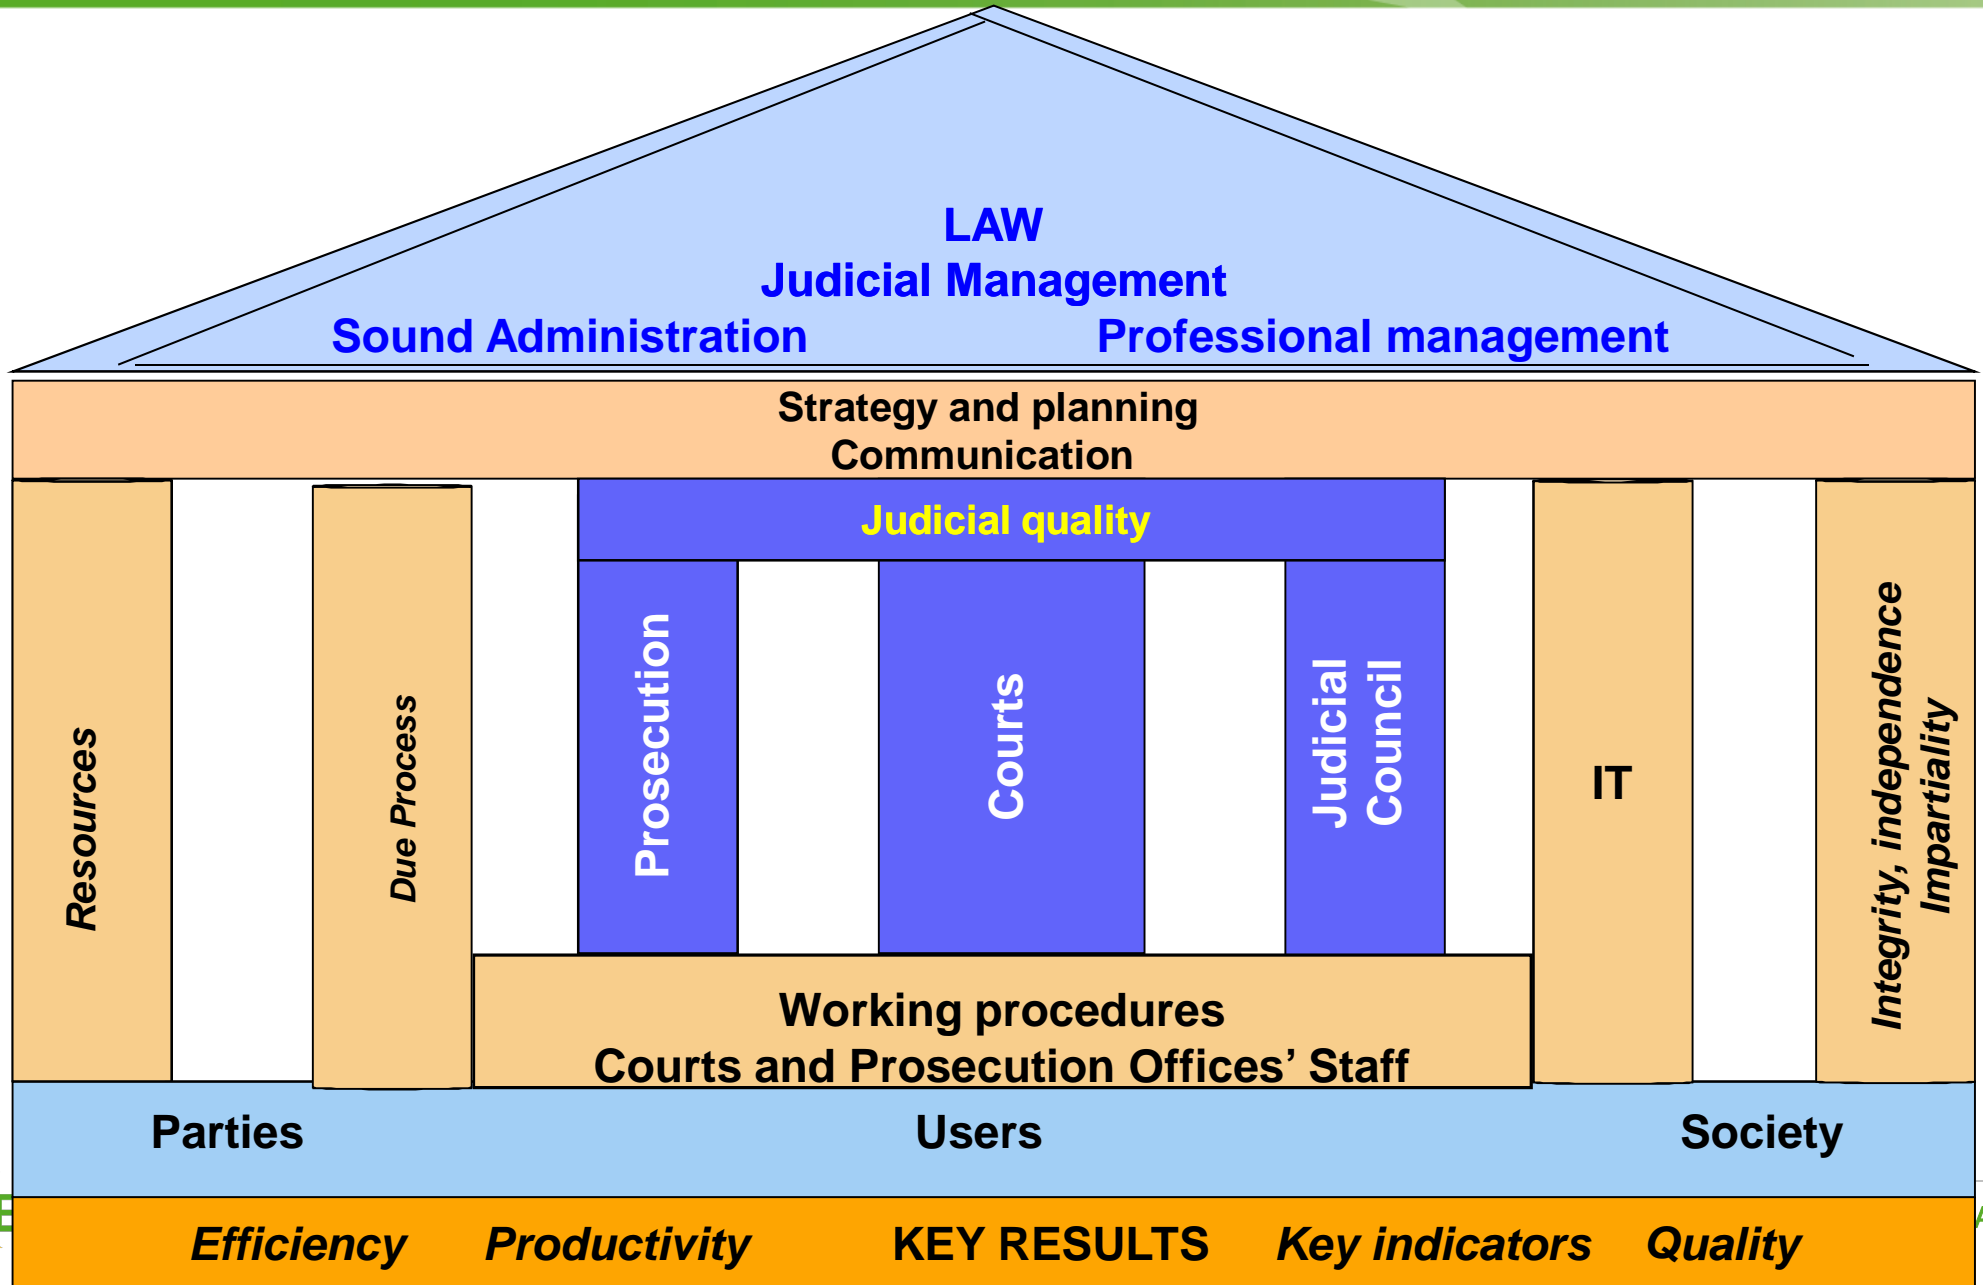 LAW
Judicial Management
Sound Administration Professional management
Strategy and planning
Communication
Judicial quality
Resources
Due Process
Prosecution
Courts
Judicial
Council
IT
Integrity, independence
Impartiality
Working procedures
Courts and Prosecution Offices’ Staff
Parties Users Society
Efficiency Productivity KEY RESULTS Key indicators Quality